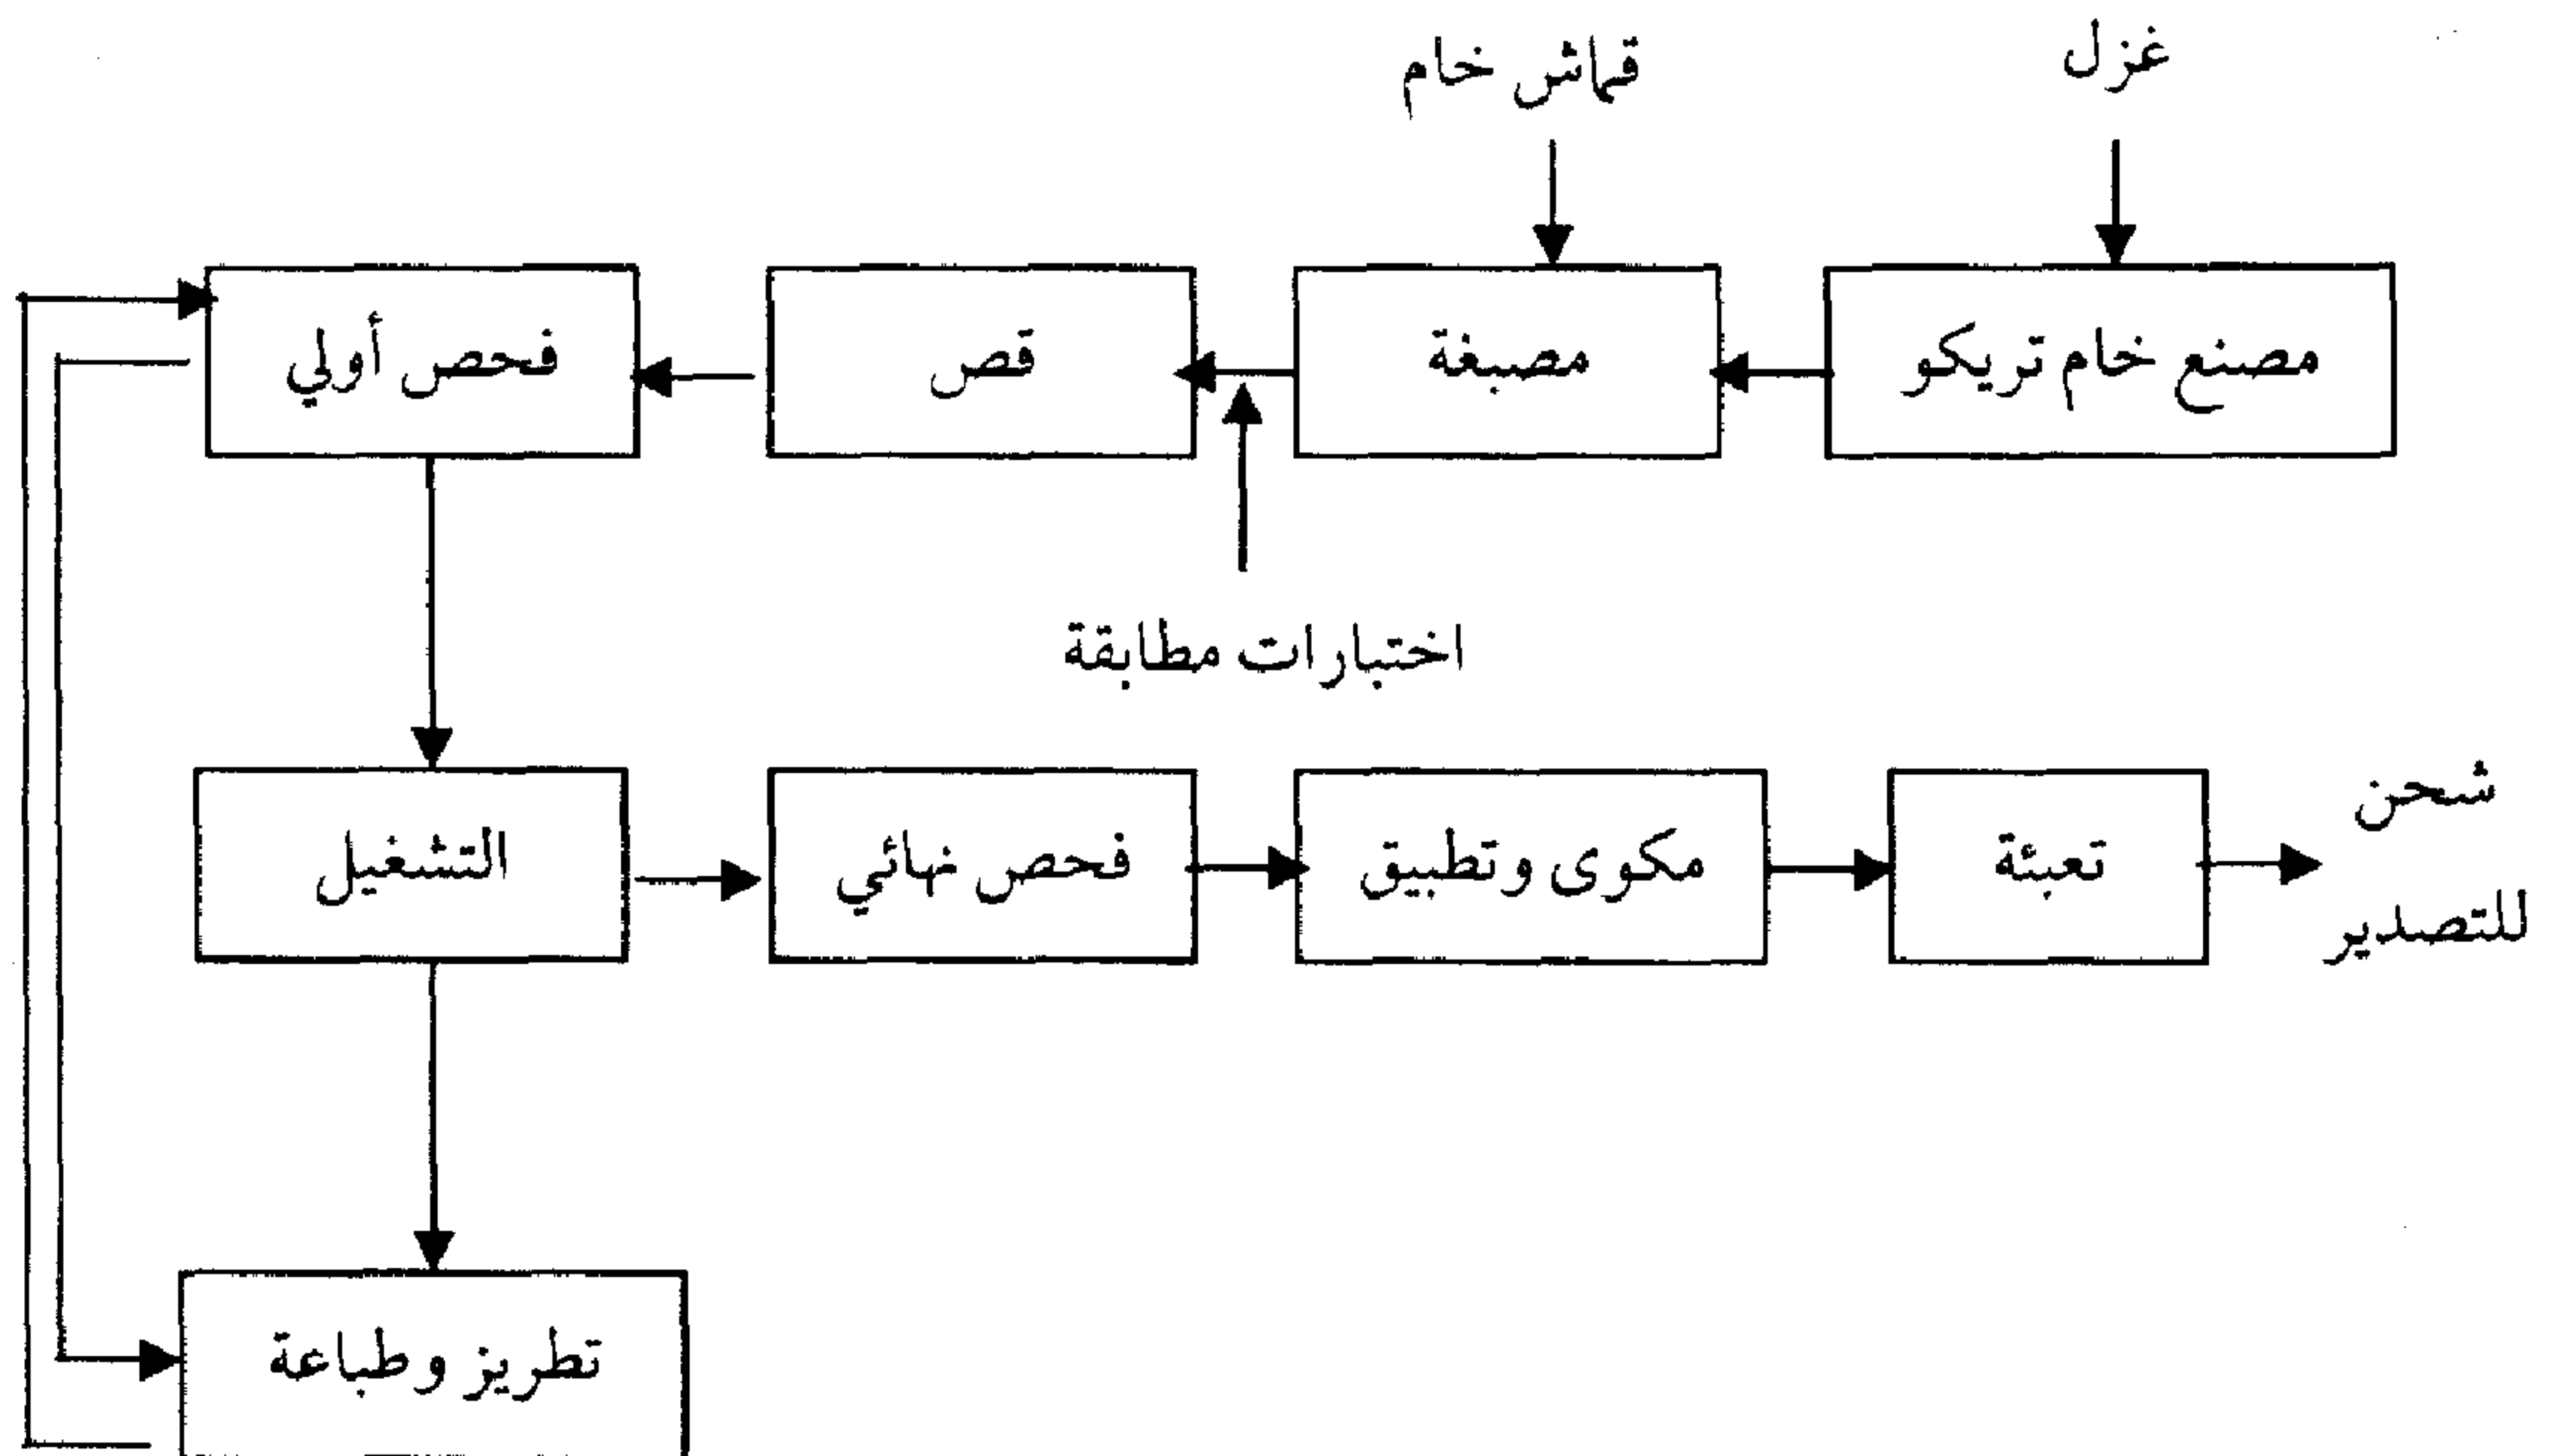 غزل
قماش خام
مصنع خام تريكو
مصبغة
قص
فحص أولي
اختبارات مطابقة
التشغيل
فحص نهائي
مكوى وتطبيق
تعبئة
شحن
للتصدير
تطريز وطباعة